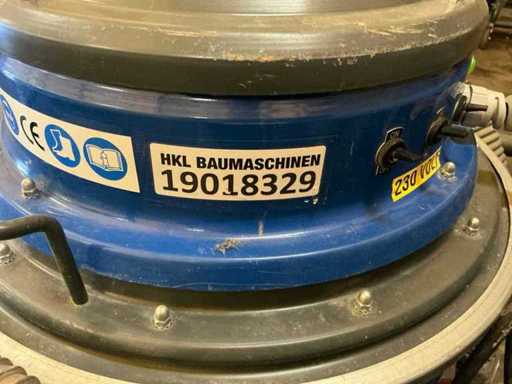 CE
HKL BAUMASCHINEN
19018329
230 VOLT